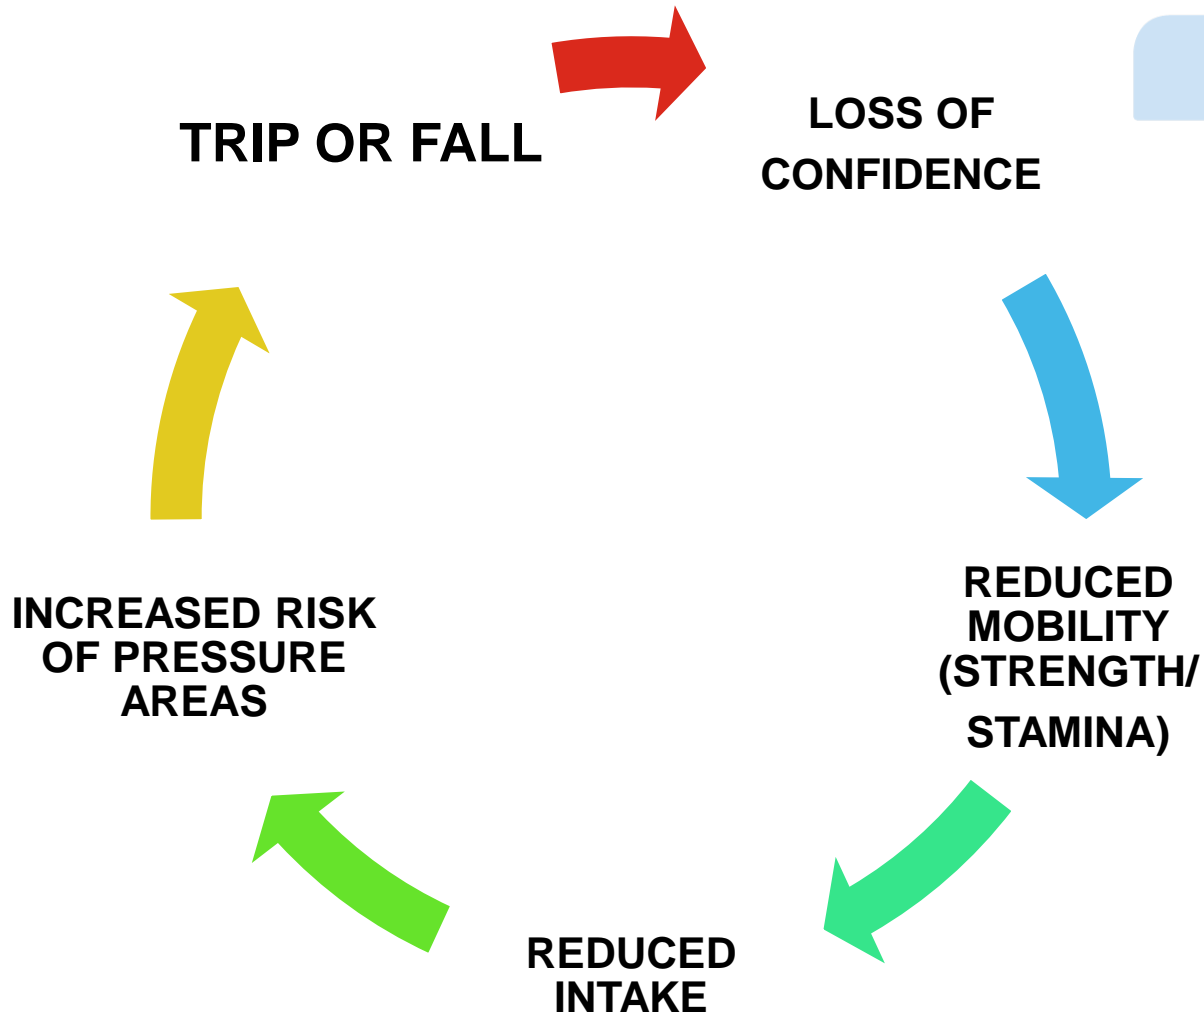 TRIP OR FALL
LOSS OF
CONFIDENCE
REDUCED
MOBILITY
(STRENGTH/
STAMINA)
REDUCED
INTAKE
INCREASED RISK
OF PRESSURE
AREAS